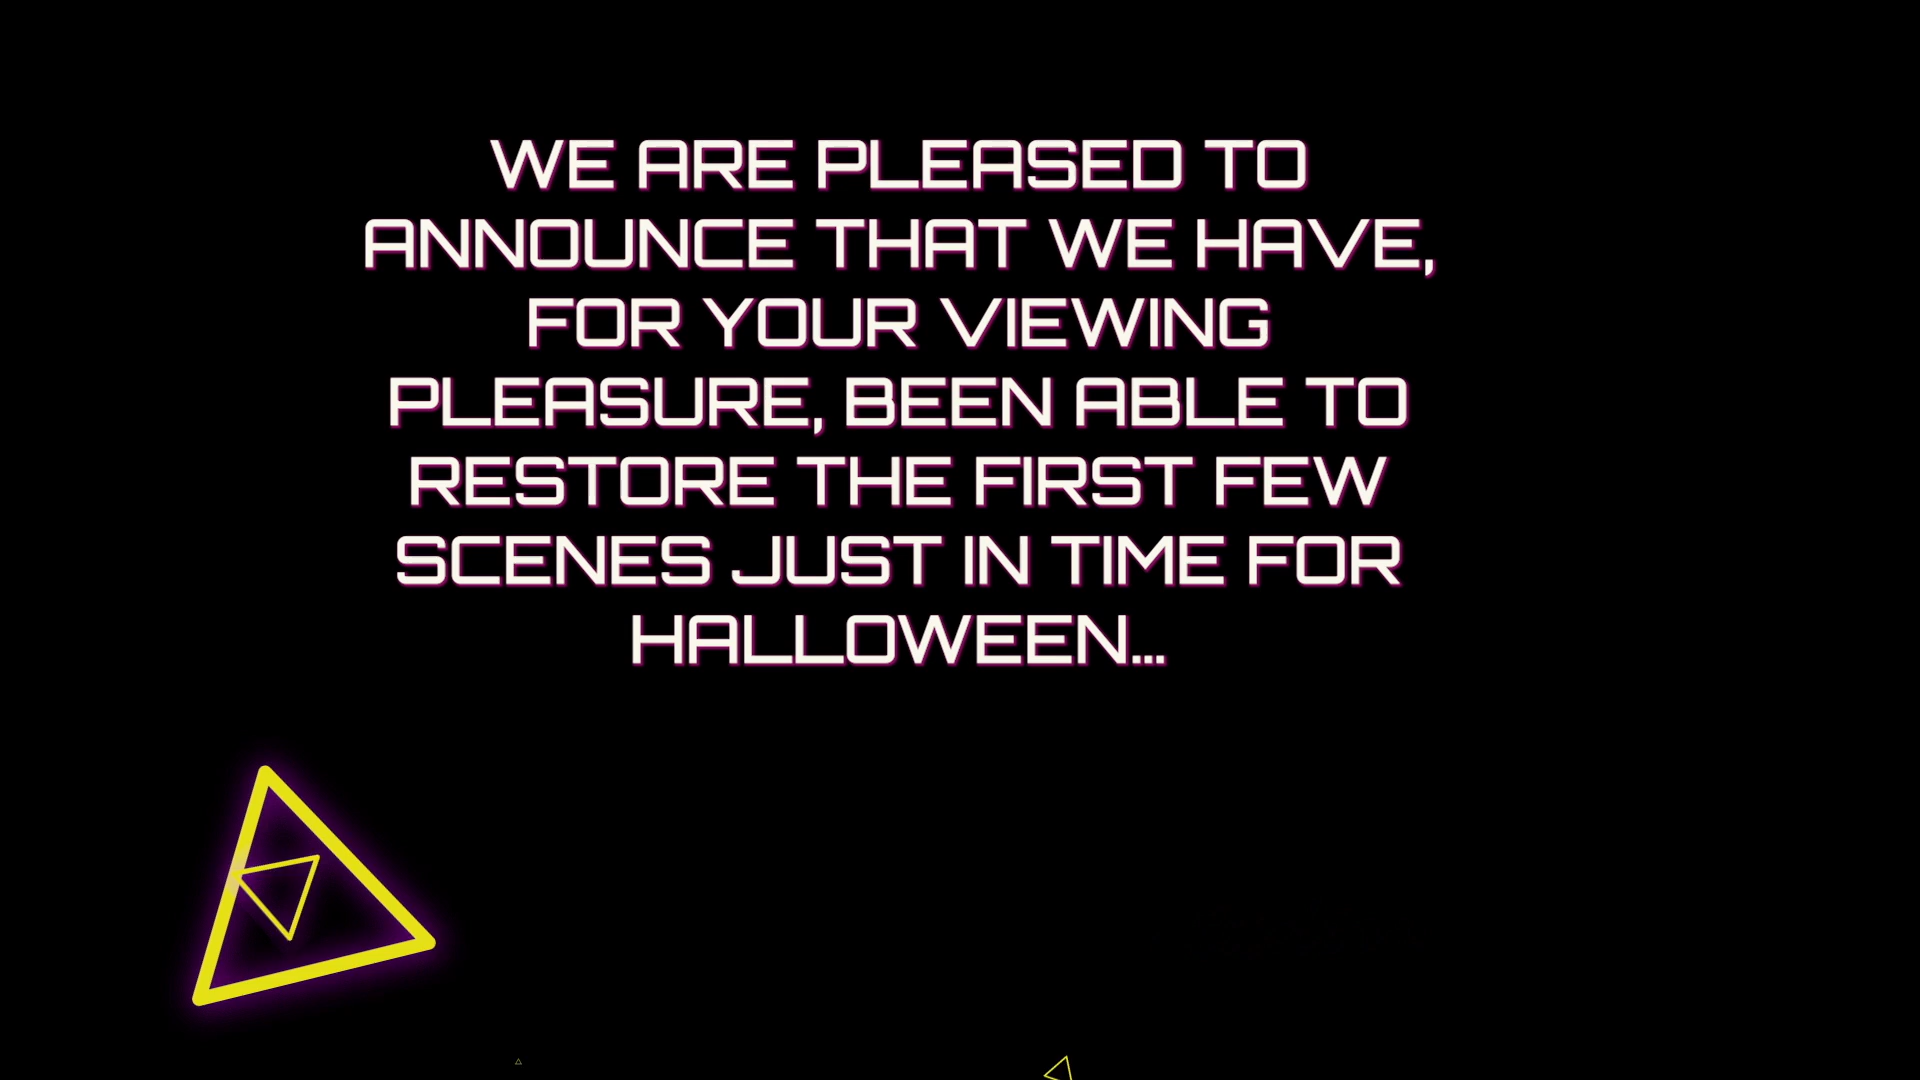 WE ARE PLEASED TO
ANNOUNCE THAT WE HAVE,
FOR YOUR VIEWING
PLEASURE, BEEN ABLE TO
RESTORE THE FIRST FEW
SCENES JUST IN TIME FOR
HALLOWEEN...